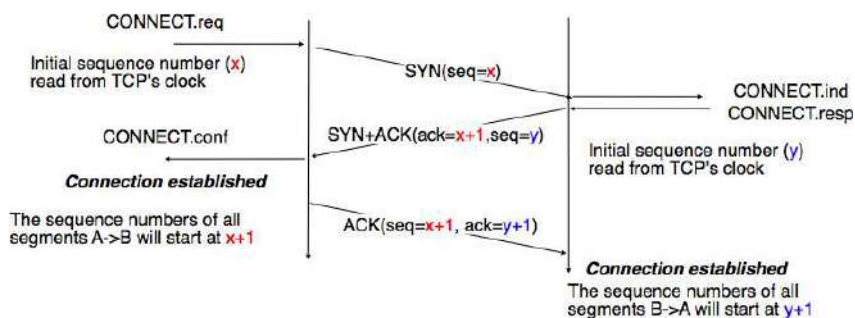 CONNECT.req
Initial sequence number (x)
read from TCP's clock
SYN(seq=x)
CONNECT.ind
CONNECT.resp
CONNECT.conf
SYN+ACK(ack=x+1,seq=y)
Initial sequence number (y)
read from TCP's clock
Connection established
The sequence numbers of all
segments A->B will start at x+1
ACK(seq=x+1, ack=y+1)
Connection established
The sequence numbers of all
segments B->A will start at y+1